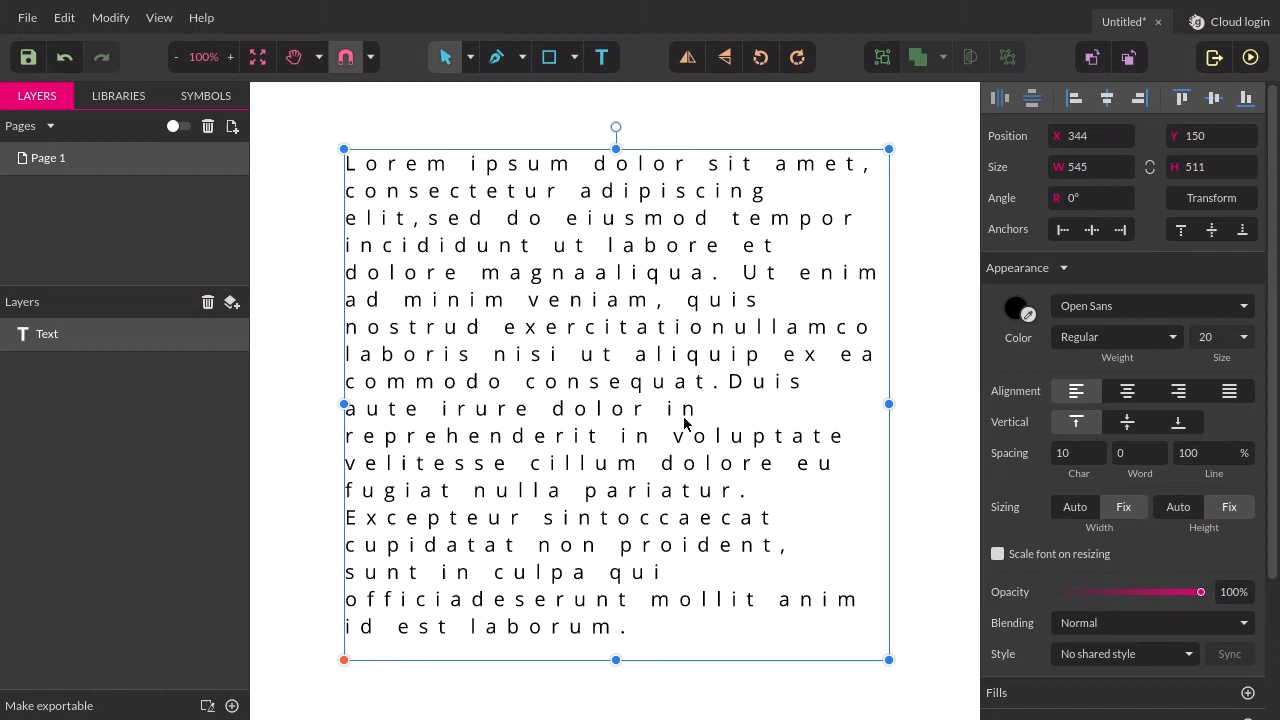 File Edit Modify View Help Untitled* × Cloud login
- 100% +
LAYERS LIBRARIES SYMBOLS
Pages
Page 1
Layers
Text
Make exportable
Lorem ipsum dolor sit amet,
consectetur adipiscing
elit,sed do eiusmod tempor
incididunt ut labore et
dolore magnaaliqua. Ut enim
ad minim veniam, quis
nostrud exercitationullamco
laboris nisi ut aliquip ex ea
commodo consequat.Duis
aute irure dolor in
reprehenderit in voluptate
velitesse cillum dolore eu
fugiat nulla pariatur.
Excepteur sintoccaecat
cupidatat non proident,
sunt in culpa qui
officiadeserunt mollit anim
id est laborum.
Position X 344 Y 150
Size W 545 H 511
Angle R 0° Transform
Anchors
Appearance
Open Sans
Color Regular 20
Weight Size
Alignment
Vertical
Spacing 10 0 100 %
Char Word Line
Sizing Auto Fix Auto Fix
Width Height
Scale font on resizing
Opacity 100%
Blending Normal
Style No shared style Sync
Fills